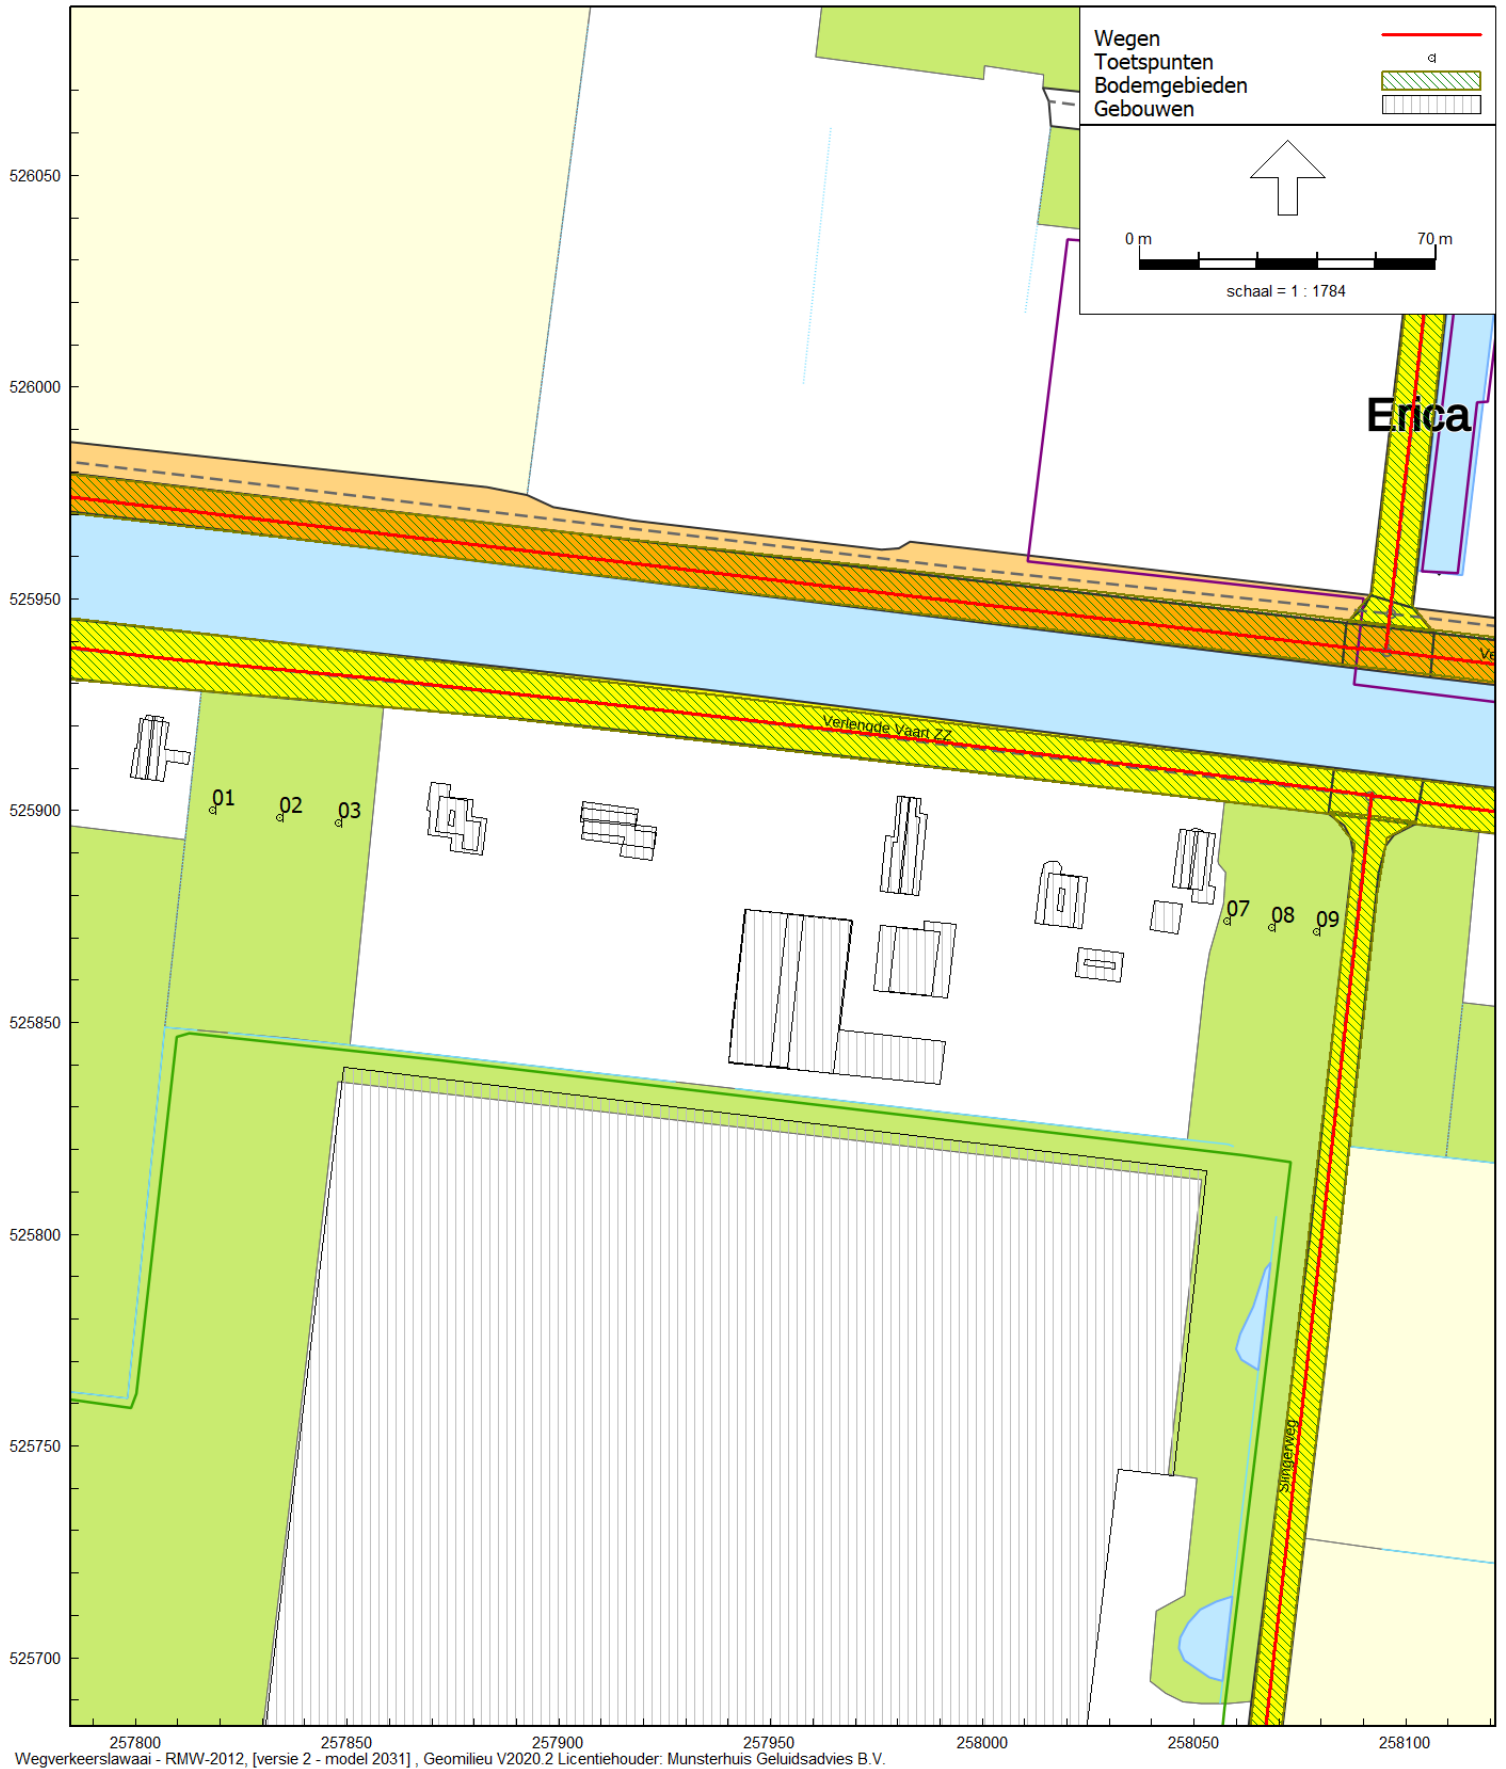 Wegen
Toetspunten
Bodemgebieden
Gebouwen
0 m 70 m
schaal = 1 : 1784
526050
526000
Erica
525950
Ve
Verlengde Vaart ZZ
525900
01 02 03
07 08 09
525850
525800
525750
Slingerweg
525700
257800 257850 257900 257950 258000 258050 258100
Wegverkeerslawaai - RMW-2012, [versie 2 - model 2031] , Geomilieu V2020.2 Licentiehouder: Munsterhuis Geluidsadvies B.V.